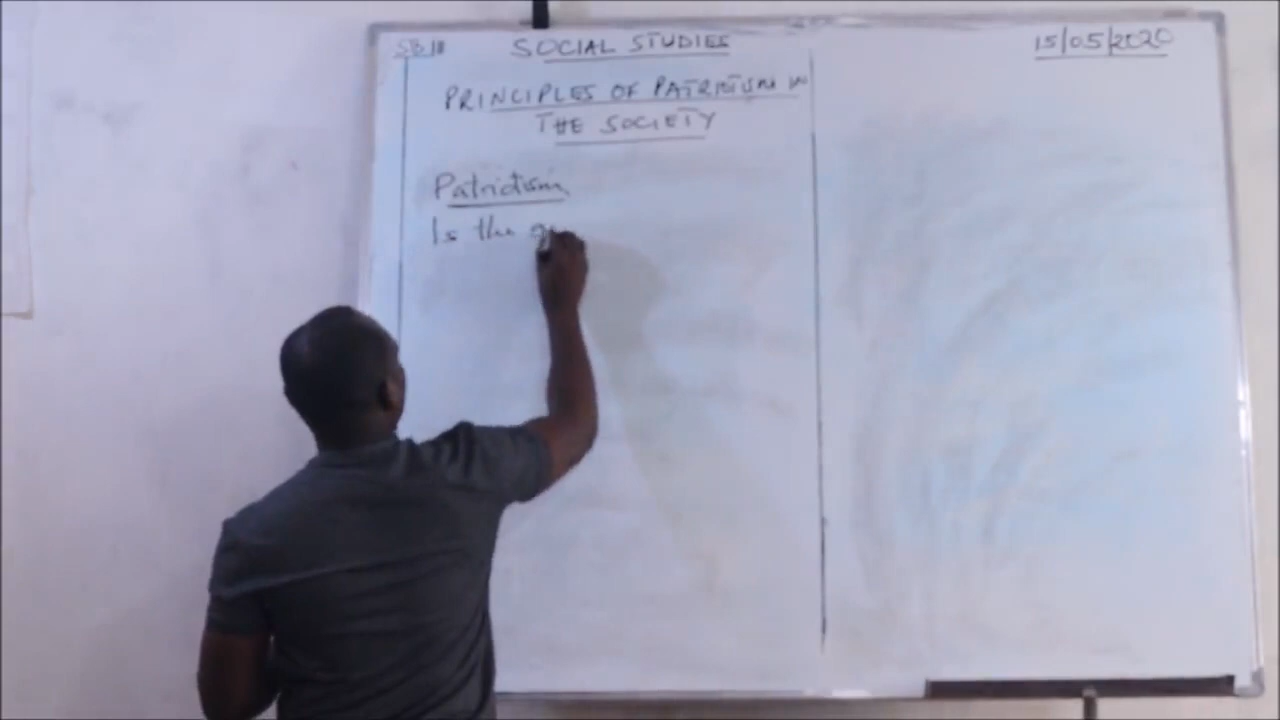 SOCIAL STUDIES
15/05/2020
PRINCIPLES OF PATRIOTISM IN
THE SOCIETY
Patriotism
Is the